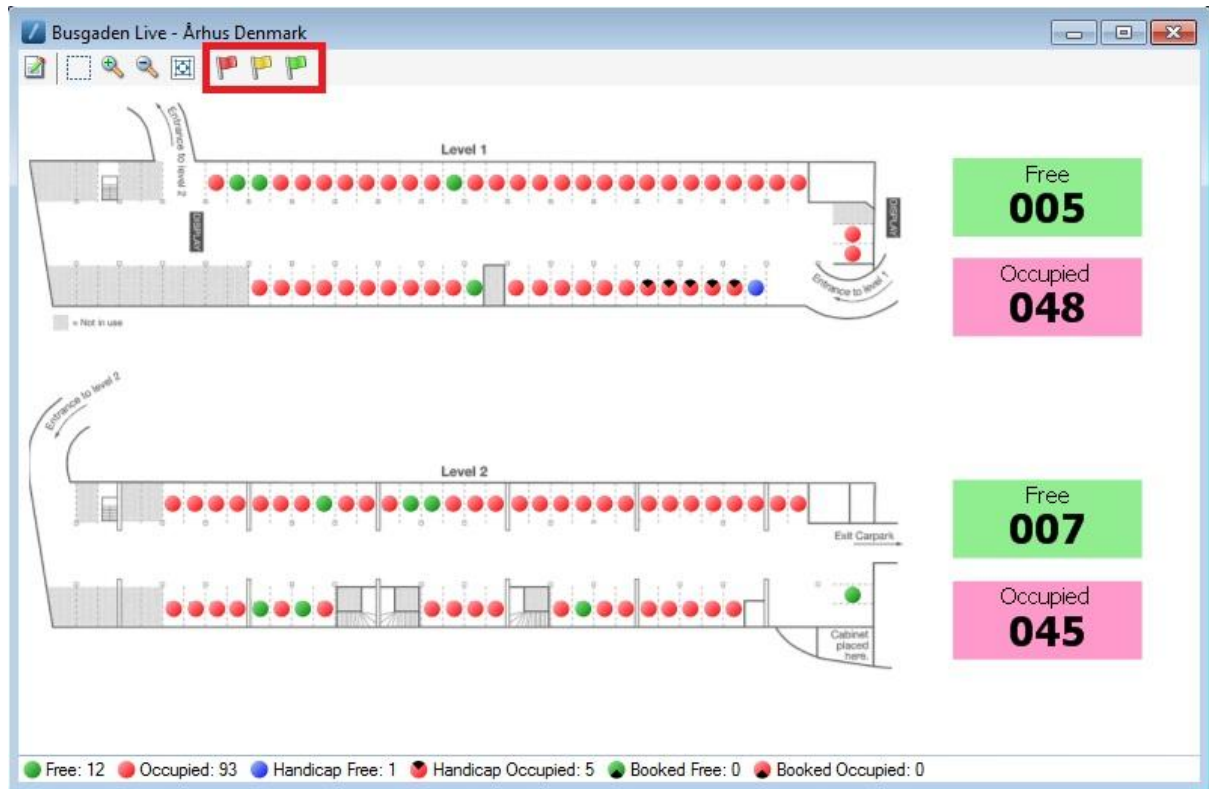 Busgaden Live - Århus Denmark
Entrance to level 2
Level 1
DISPLAY
DISPLAY
Entrance to level 1
= Not in use
Free
005
Occupied
048
Entrance to level 2
Level 2
Exit Carpark
Cabinet
placed
here.
Free
007
Occupied
045
Free: 12 Occupied: 93 Handicap Free: 1 Handicap Occupied: 5 Booked Free: 0 Booked Occupied: 0